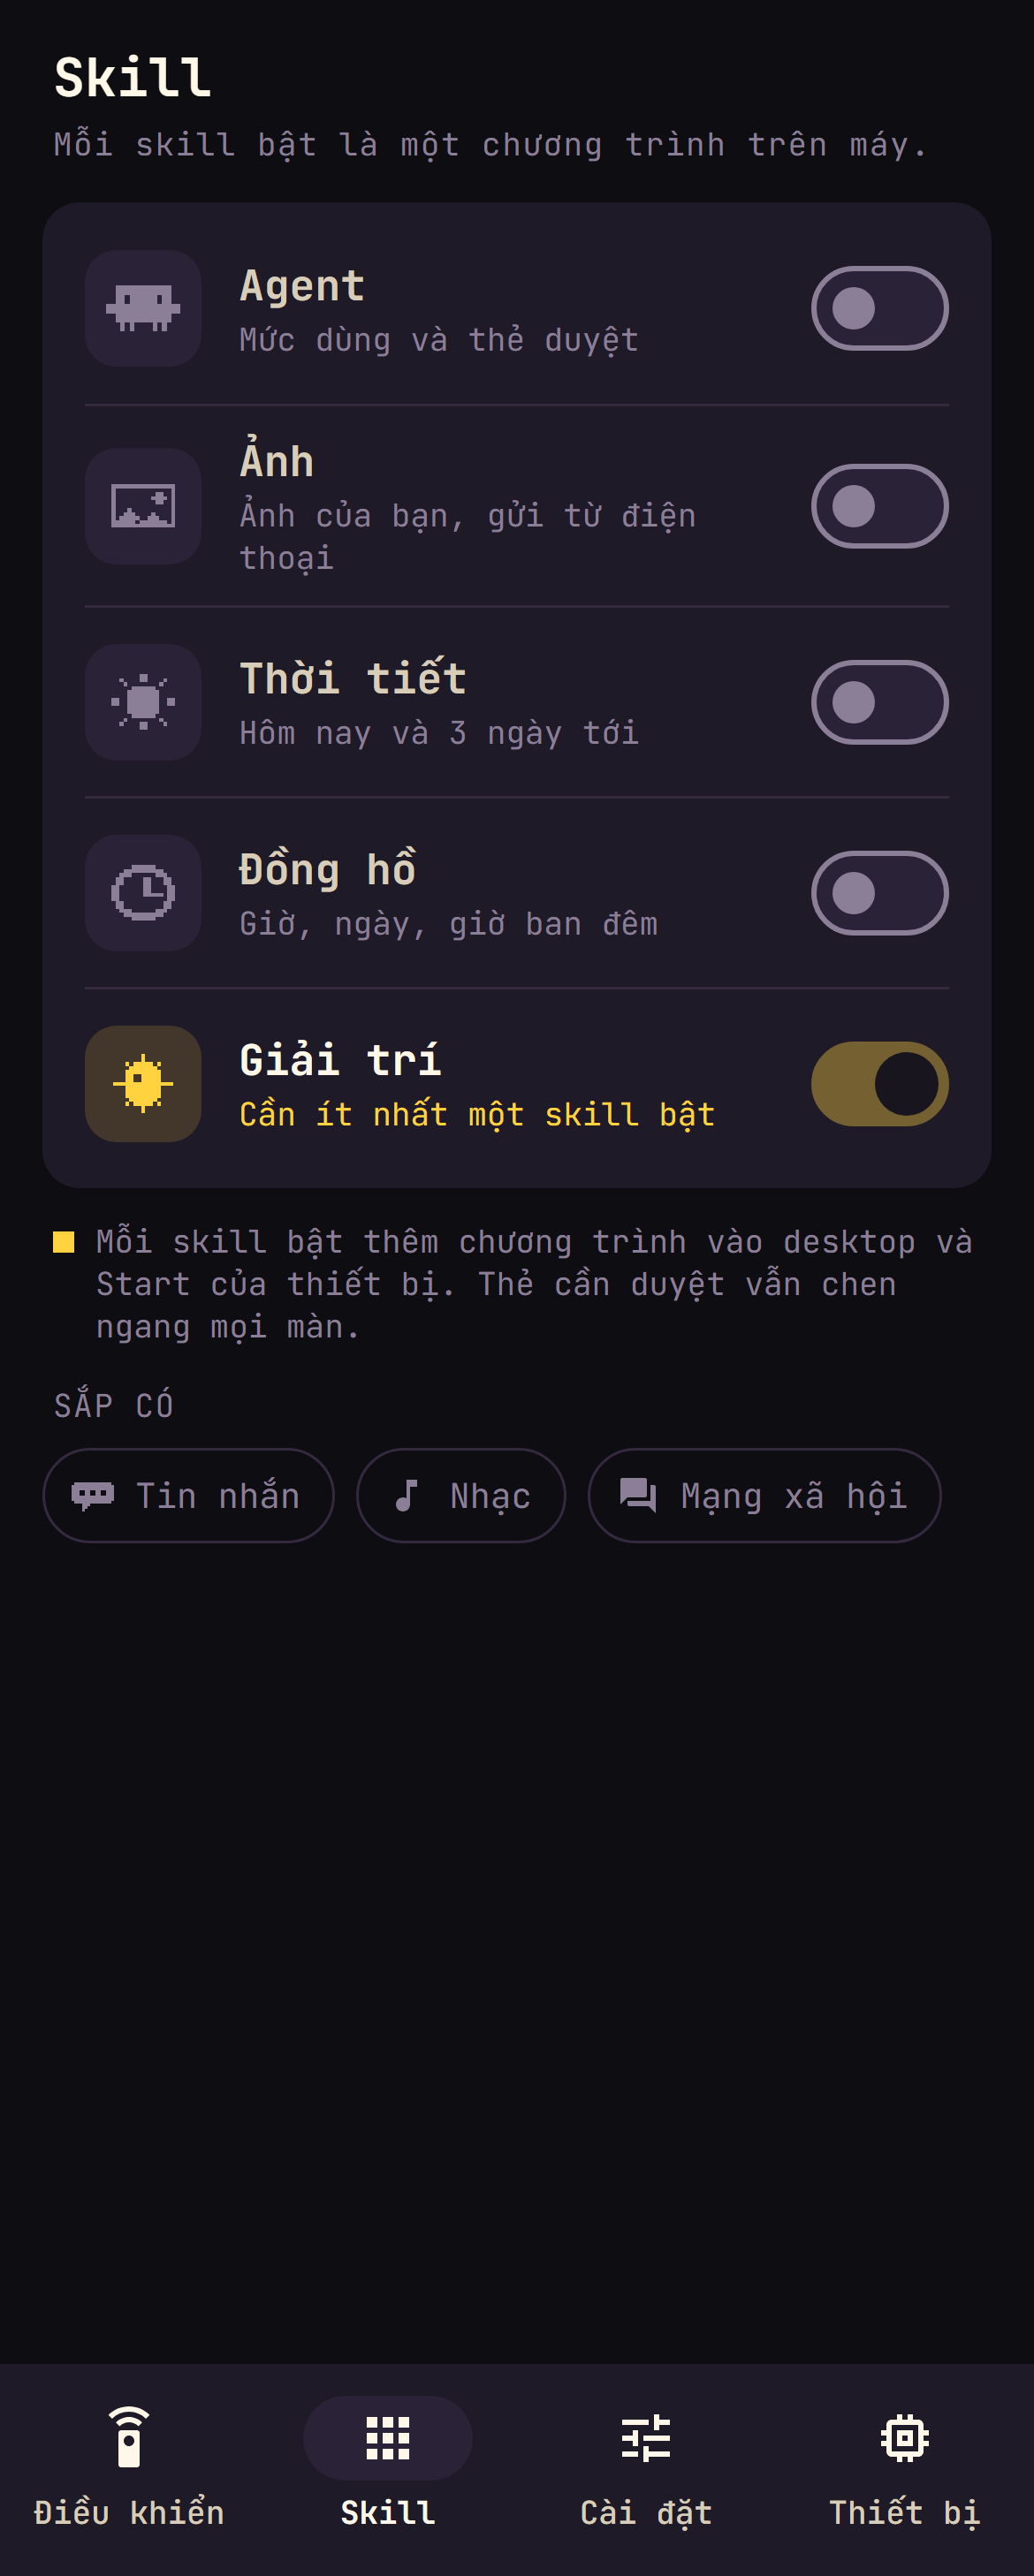 Skill
Mỗi skill bật là một chương trình trên máy.
Agent
Mức dùng và thẻ duyệt
Ảnh
Ảnh của bạn, gửi từ điện
thoại
Thời tiết
Hôm nay và 3 ngày tới
Đồng hồ
Giờ, ngày, giờ ban đêm
Giải trí
Cần ít nhất một skill bật
Mỗi skill bật thêm chương trình vào desktop và
Start của thiết bị. Thẻ cần duyệt vẫn chen
ngang mọi màn.
SẮP CÓ
Tin nhắn
Nhạc
Mạng xã hội
Điều khiển
Skill
Cài đặt
Thiết bị